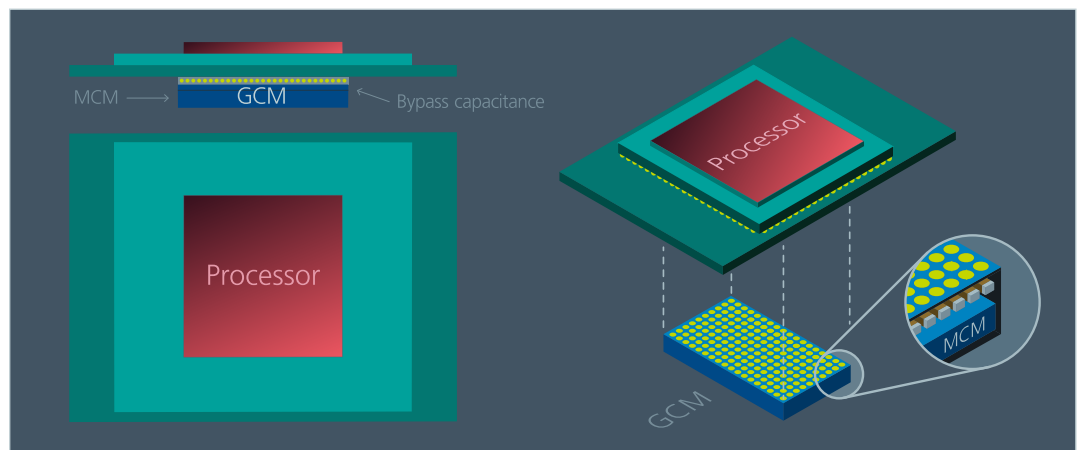 MCM
GCM
Bypass capacitance
Processor
Processor
GCM
MCM